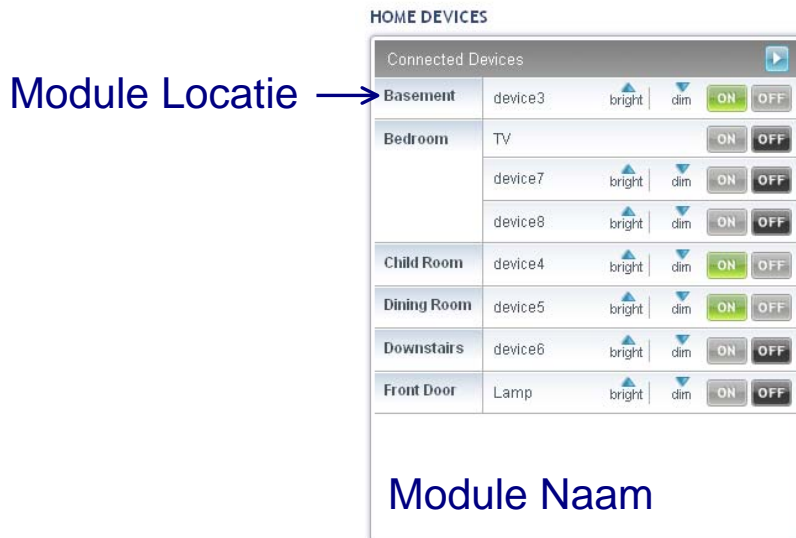 HOME DEVICES
Connected Devices
Module Locatie
Basement device3 bright dim ON OFF
Bedroom TV ON OFF
device7 bright dim ON OFF
device8 bright dim ON OFF
Child Room device4 bright dim ON OFF
Dining Room device5 bright dim ON OFF
Downstairs device6 bright dim ON OFF
Front Door Lamp bright dim ON OFF
Module Naam